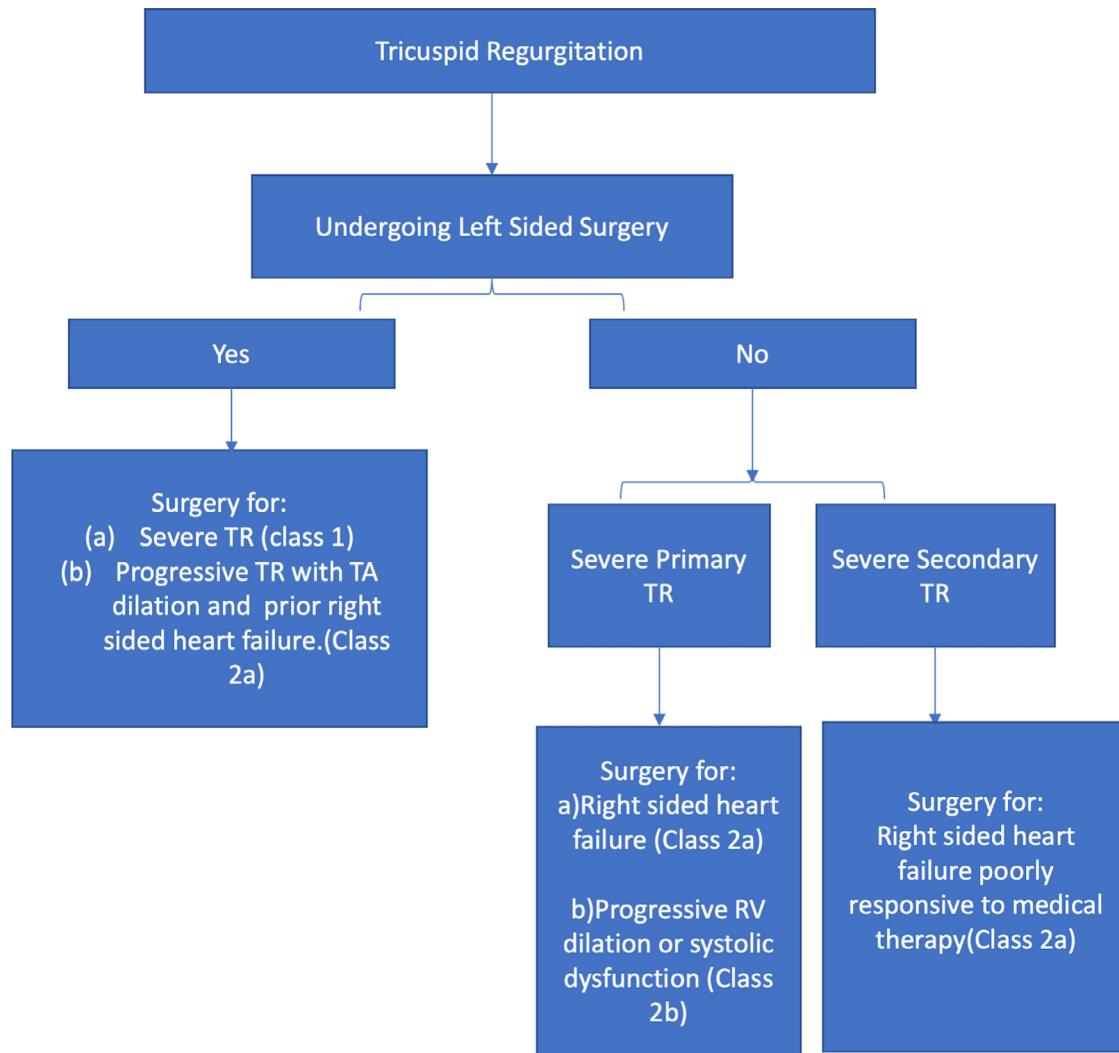 Tricuspid Regurgitation
Undergoing Left Sided Surgery
Yes
No
Surgery for:
(a) Severe TR (class 1)
(b) Progressive TR with TA
dilation and prior right
sided heart failure.(Class
2a)
Severe Primary
TR
Severe Secondary
TR
Surgery for:
a)Right sided heart
failure (Class 2a)
b)Progressive RV
dilation or systolic
dysfunction (Class
2b)
Surgery for:
Right sided heart
failure poorly
responsive to medical
therapy(Class 2a)